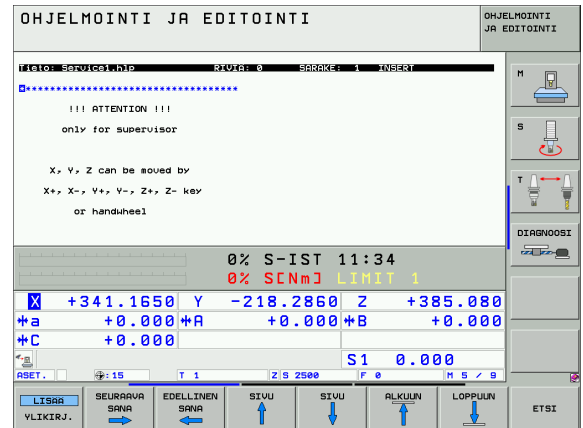 OHJELMOINTI JA EDITOINTI
OHJELMOINTI
JA EDITOINTI
Tieto: Service1.hlp RIVIÄ: 0 SARAKE: 1 INSERT
***********************************
!!! ATTENTION !!!
only for supervisor
X, Y, Z can be moved by
X+, X-, Y+, Y-, Z+, Z- key
or handwheel
M
S
T
DIAGNOOSI
0% S-IST 11:34
0% S[Nm] LIMIT 1
X +341.1650 Y -218.2860 Z +385.080
*a +0.000 *A +0.000 *B +0.000
*C +0.000
S1 0.000
ASET. :15 T 1 Z S 2500 F 0 M 5 / 9
LISÄÄ
YLIKIRJ.
SEURAAVA
SANA
EDELLINEN
SANA
SIVU
SIVU
ALKUUN
LOPPUUN
ETSI